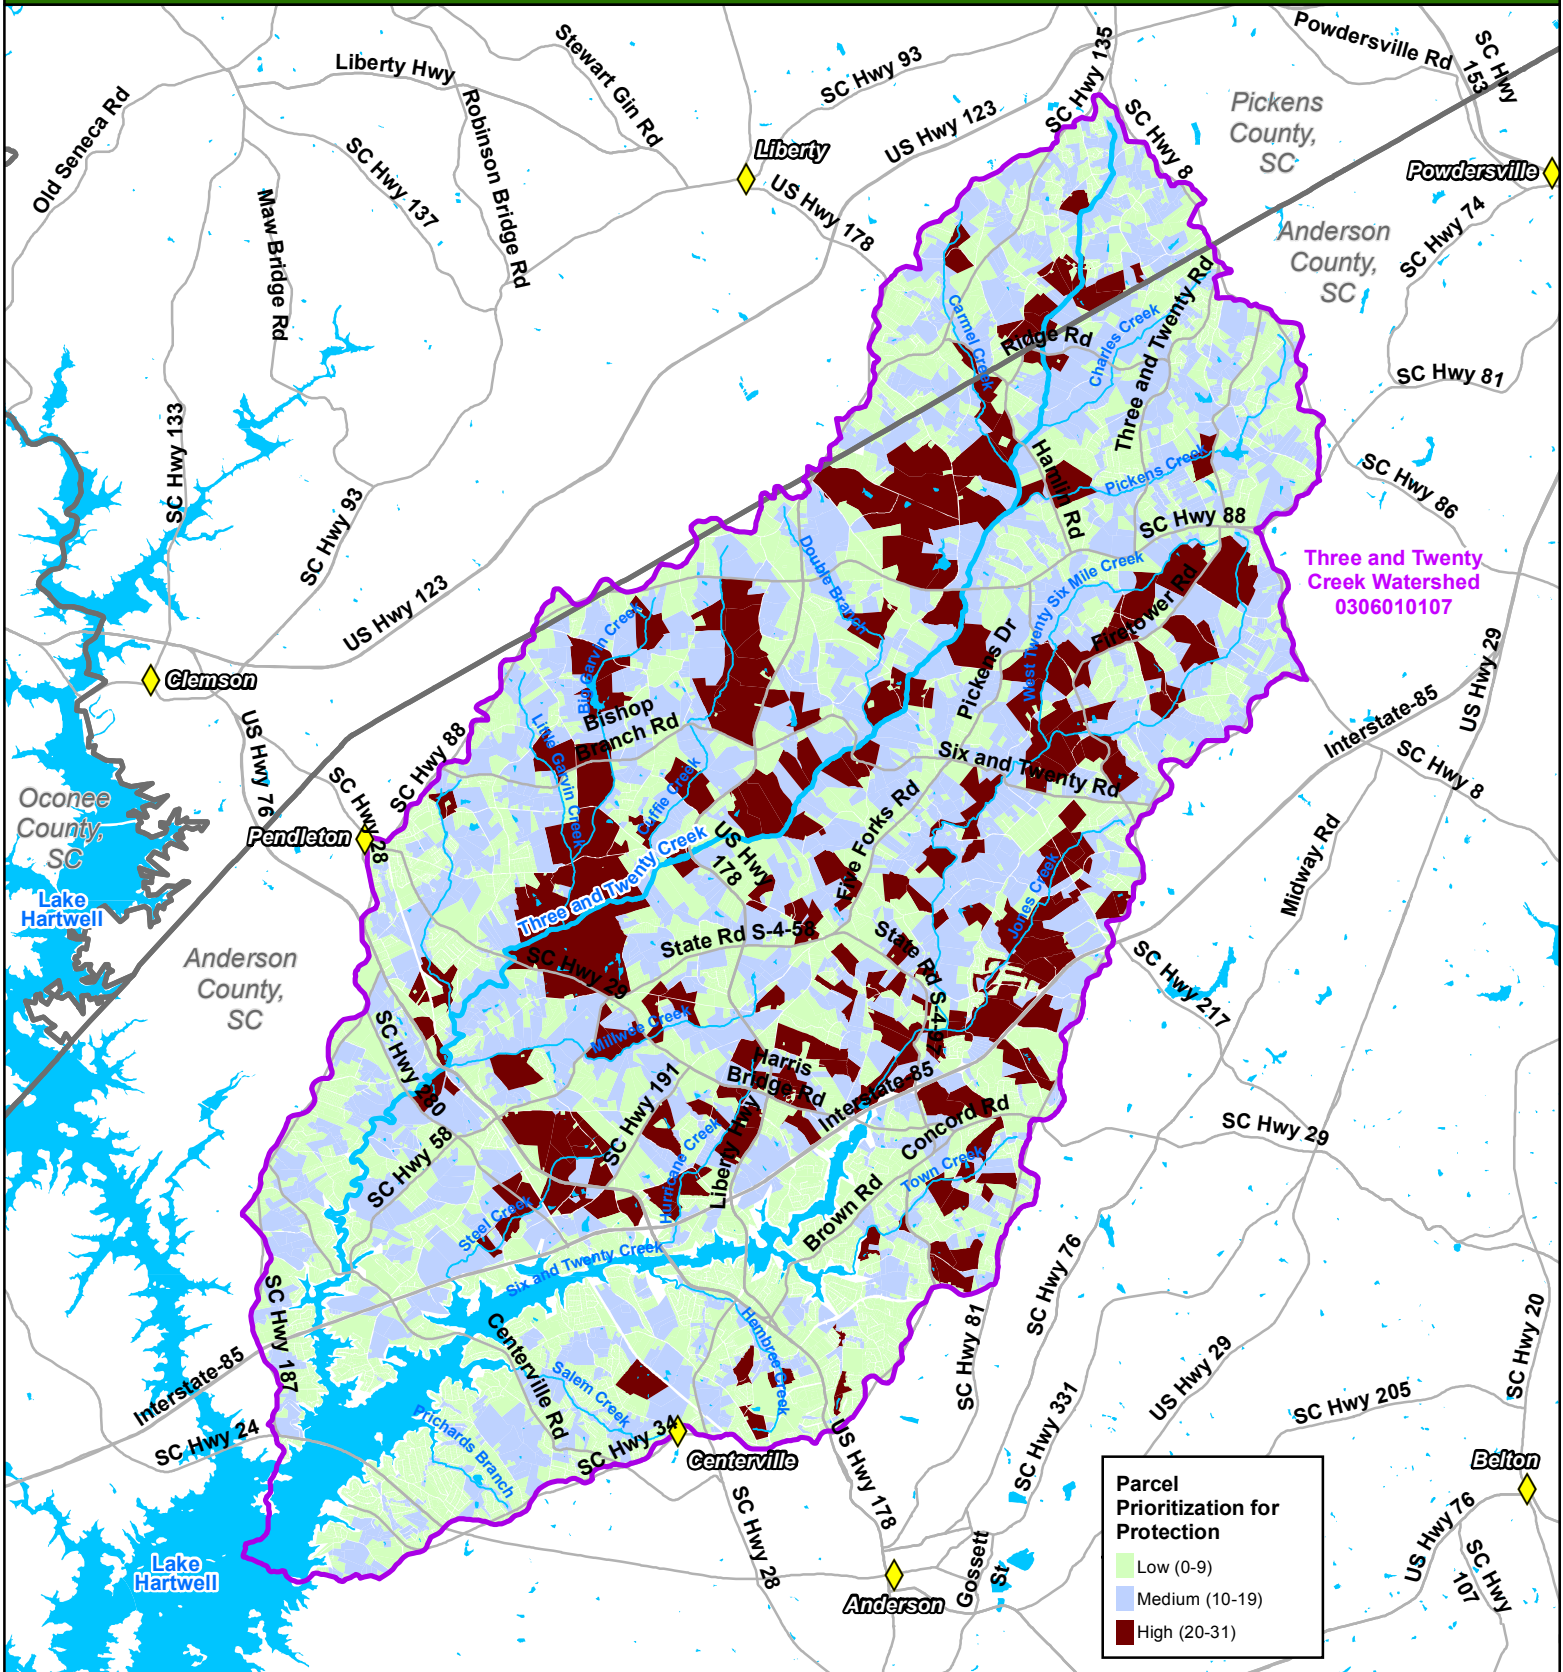 Powdersville Rd
SC Hwy
153
Stewart Gin Rd
Liberty Hwy
SC Hwy 93
SC Hwy 135
Old Seneca Rd
Robinson Bridge Rd
US Hwy 123
SC Hwy 8
Pickens
County,
SC
SC Hwy 137
Liberty
Powdersville
US Hwy 178
Maw Bridge Rd
SC Hwy 74
Anderson
County,
SC
Three and Twenty Rd
Carmel Creek
Charles Creek
Ridge Rd
SC Hwy 81
SC Hwy 133
Hamlin Rd
Pickens Creek
SC Hwy 86
SC Hwy 93
SC Hwy 88
Double Branch
West Twenty Six Mile Creek
Three and Twenty
Creek Watershed
0306010107
US Hwy 123
Firetower Rd
Big Garvin Creek
Pickens Dr
US Hwy 29
Clemson
Bishop
Branch Rd
Interstate-85
US Hwy 76
Little Garvin Creek
SC Hwy 88
Six and Twenty Rd
SC Hwy 8
SC Hwy 28
Cuffie Creek
Oconee
County,
SC
Pendleton
US Hwy
178
Five Forks Rd
Midway Rd
Three and Twenty Creek
Jones Creek
Lake
Hartwell
State Rd S-4-58
State Rd S-4-97
SC Hwy 29
SC Hwy 217
Anderson
County,
SC
Millwee Creek
SC Hwy 280
Harris
Bridge Rd
Interstate-85
SC Hwy 191
Concord Rd
SC Hwy 29
Hurricane Creek
Liberty Hwy
SC Hwy 58
Town Creek
Steel Creek
Brown Rd
Six and Twenty Creek
SC Hwy 76
SC Hwy 187
SC Hwy 81
SC Hwy 20
Centerville Rd
Hembree Creek
Interstate-85
Salem Creek
US Hwy 29
SC Hwy 331
SC Hwy 205
Prichards Branch
SC Hwy 24
SC Hwy 34
Centerville
US Hwy 178
Belton
SC Hwy 28
Parcel
Prioritization for
Protection
Low (0-9)
Medium (10-19)
High (20-31)
US Hwy 76
SC Hwy
107
Lake
Hartwell
Gossett
St
Anderson